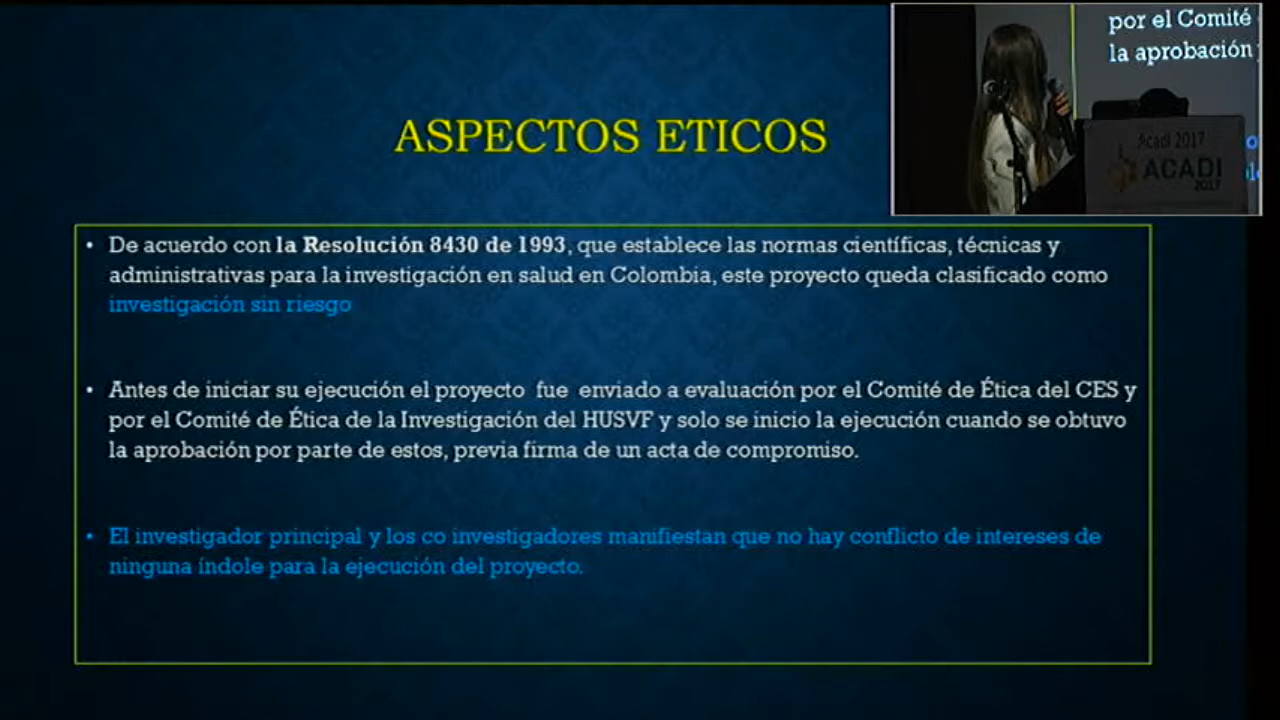 ASPECTOS ETICOS
• De acuerdo con la Resolución 8430 de 1993, que establece las normas científicas, técnicas y
administrativas para la investigación en salud en Colombia, este proyecto queda clasificado como
investigación sin riesgo
• Antes de iniciar su ejecución el proyecto fue enviado a evaluación por el Comité de Ética del CES y
por el Comité de Ética de la Investigación del HUSVF y solo se inicio la ejecución cuando se obtuvo
la aprobación por parte de estos, previa firma de un acta de compromiso.
• El investigador principal y los co investigadores manifiestan que no hay conflicto de intereses de
ninguna índole para la ejecución del proyecto.
por el Comité
la aprobación
Acadi 2017
ACADI
2017